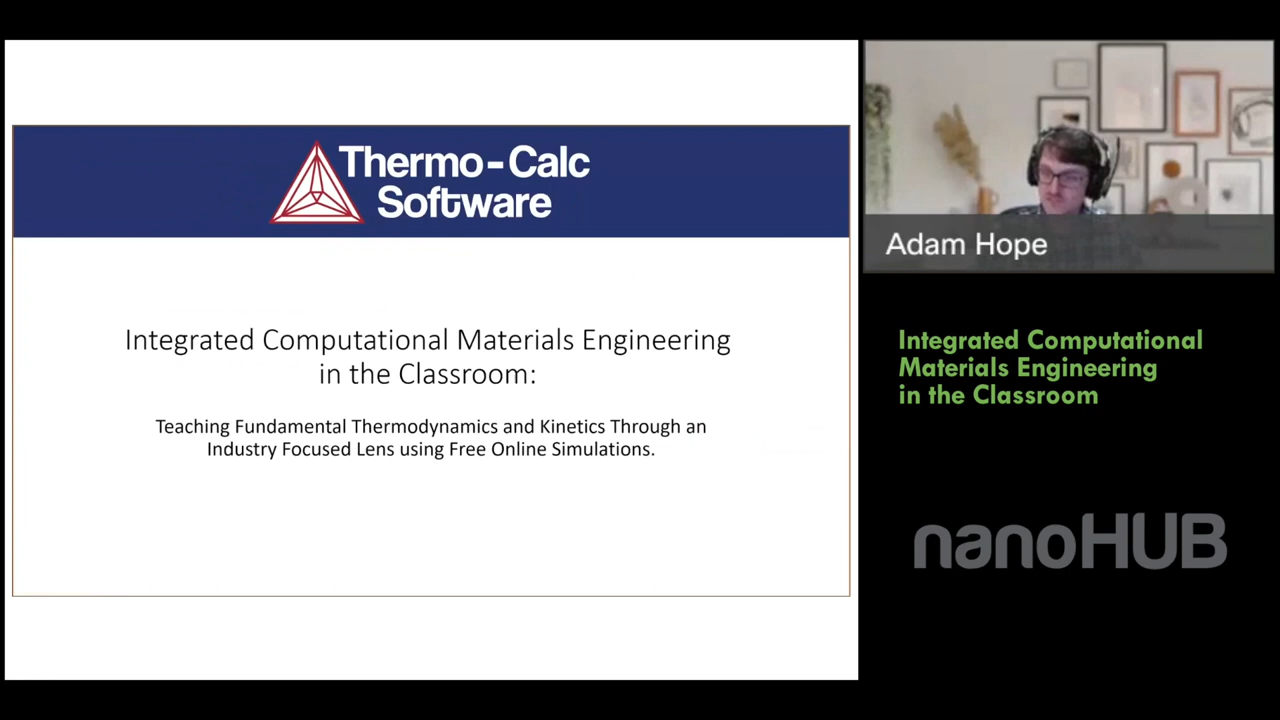 Thermo-Calc
Software
Integrated Computational Materials Engineering
in the Classroom:
Teaching Fundamental Thermodynamics and Kinetics Through an
Industry Focused Lens using Free Online Simulations.
Adam Hope
Integrated Computational
Materials Engineering
in the Classroom
nanoHUB